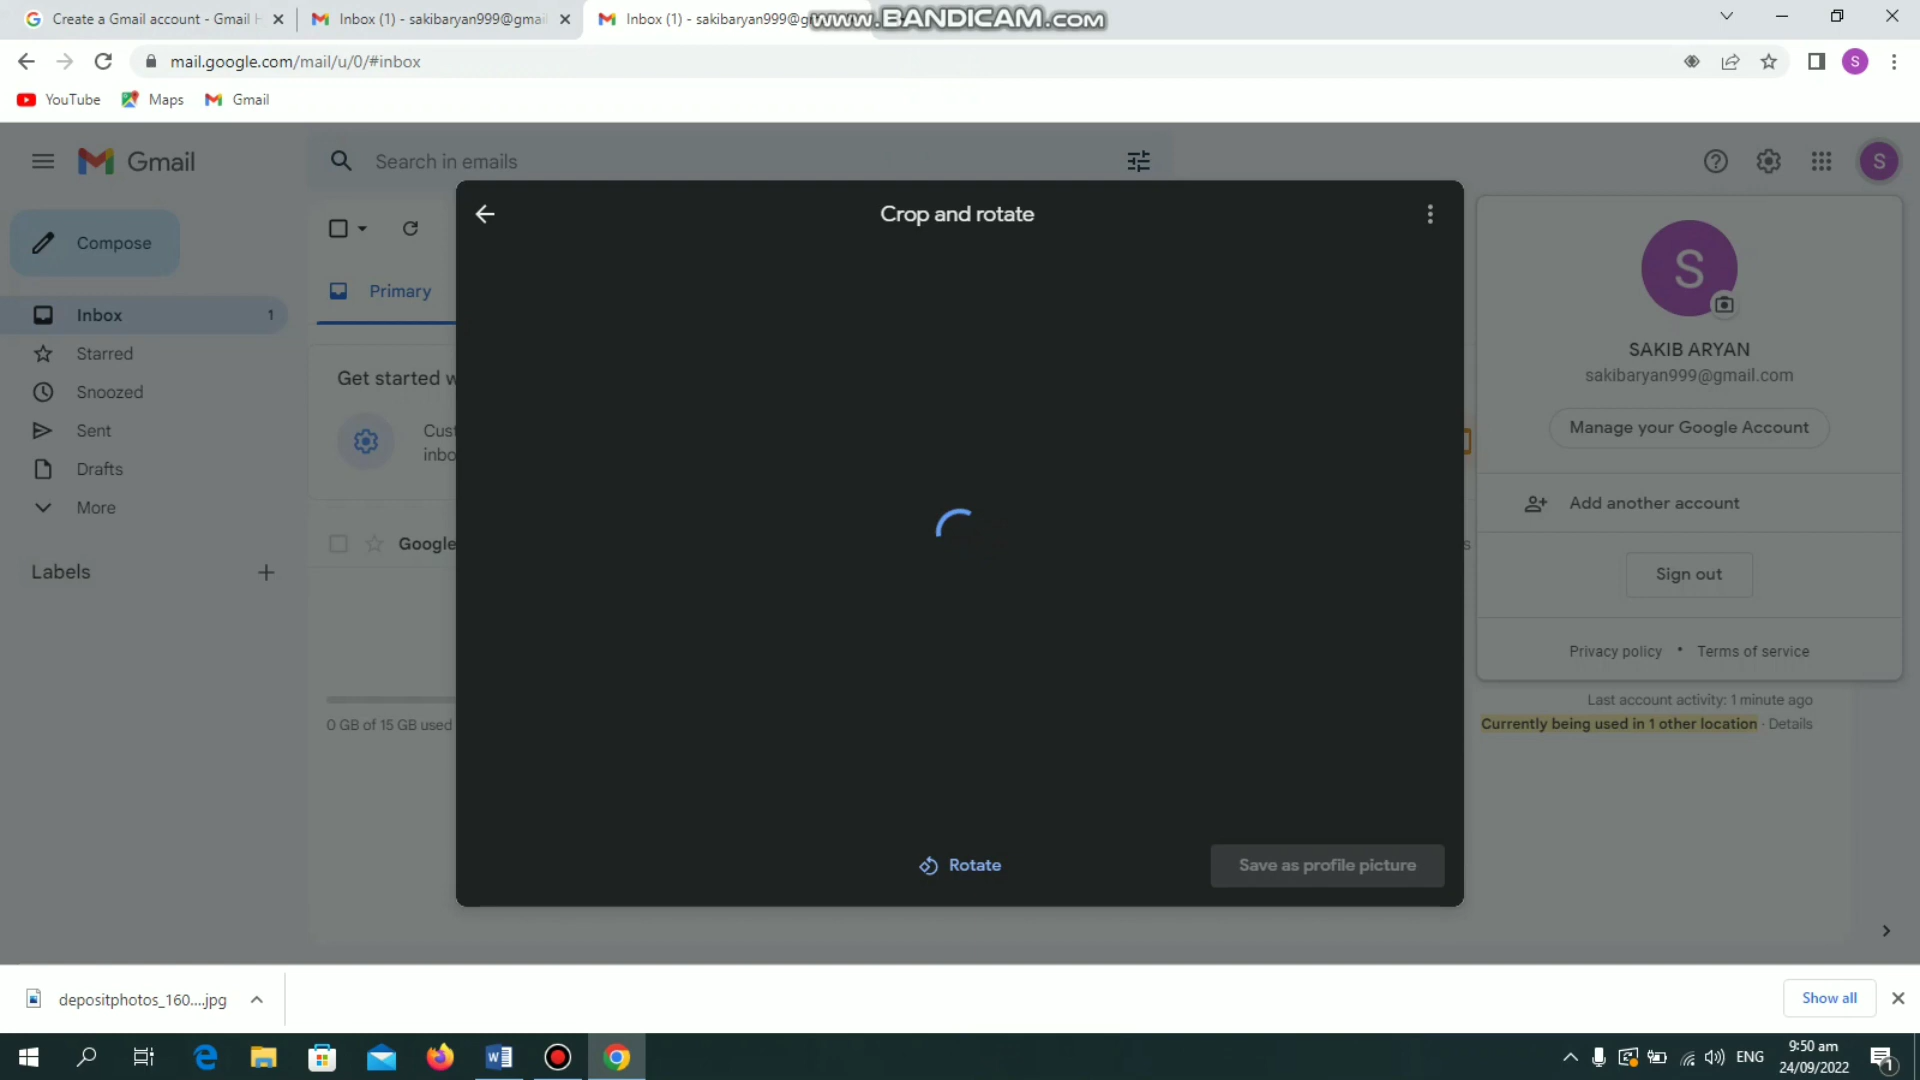 Create a Gmail account - Gmail H
Inbox (1) - sakibaryan999@gmai
Inbox (1) - sakibaryan999@gm
www.BANDICAM.com
mail.google.com/mail/u/0/#inbox
S
YouTube
Maps
Gmail
Gmail
Search in emails
S
Crop and rotate
Compose
Primary
Inbox
1
Starred
Snoozed
Sent
Drafts
More
Labels
Get started w
Cust
inbo
Google
s
0 GB of 15 GB used
S
SAKIB ARYAN
sakibaryan999@gmail.com
Manage your Google Account
Add another account
Sign out
Privacy policy • Terms of service
Last account activity: 1 minute ago
Currently being used in 1 other location · Details
Rotate
Save as profile picture
depositphotos_160....jpg
Show all
ENG
9:50 am
24/09/2022
1